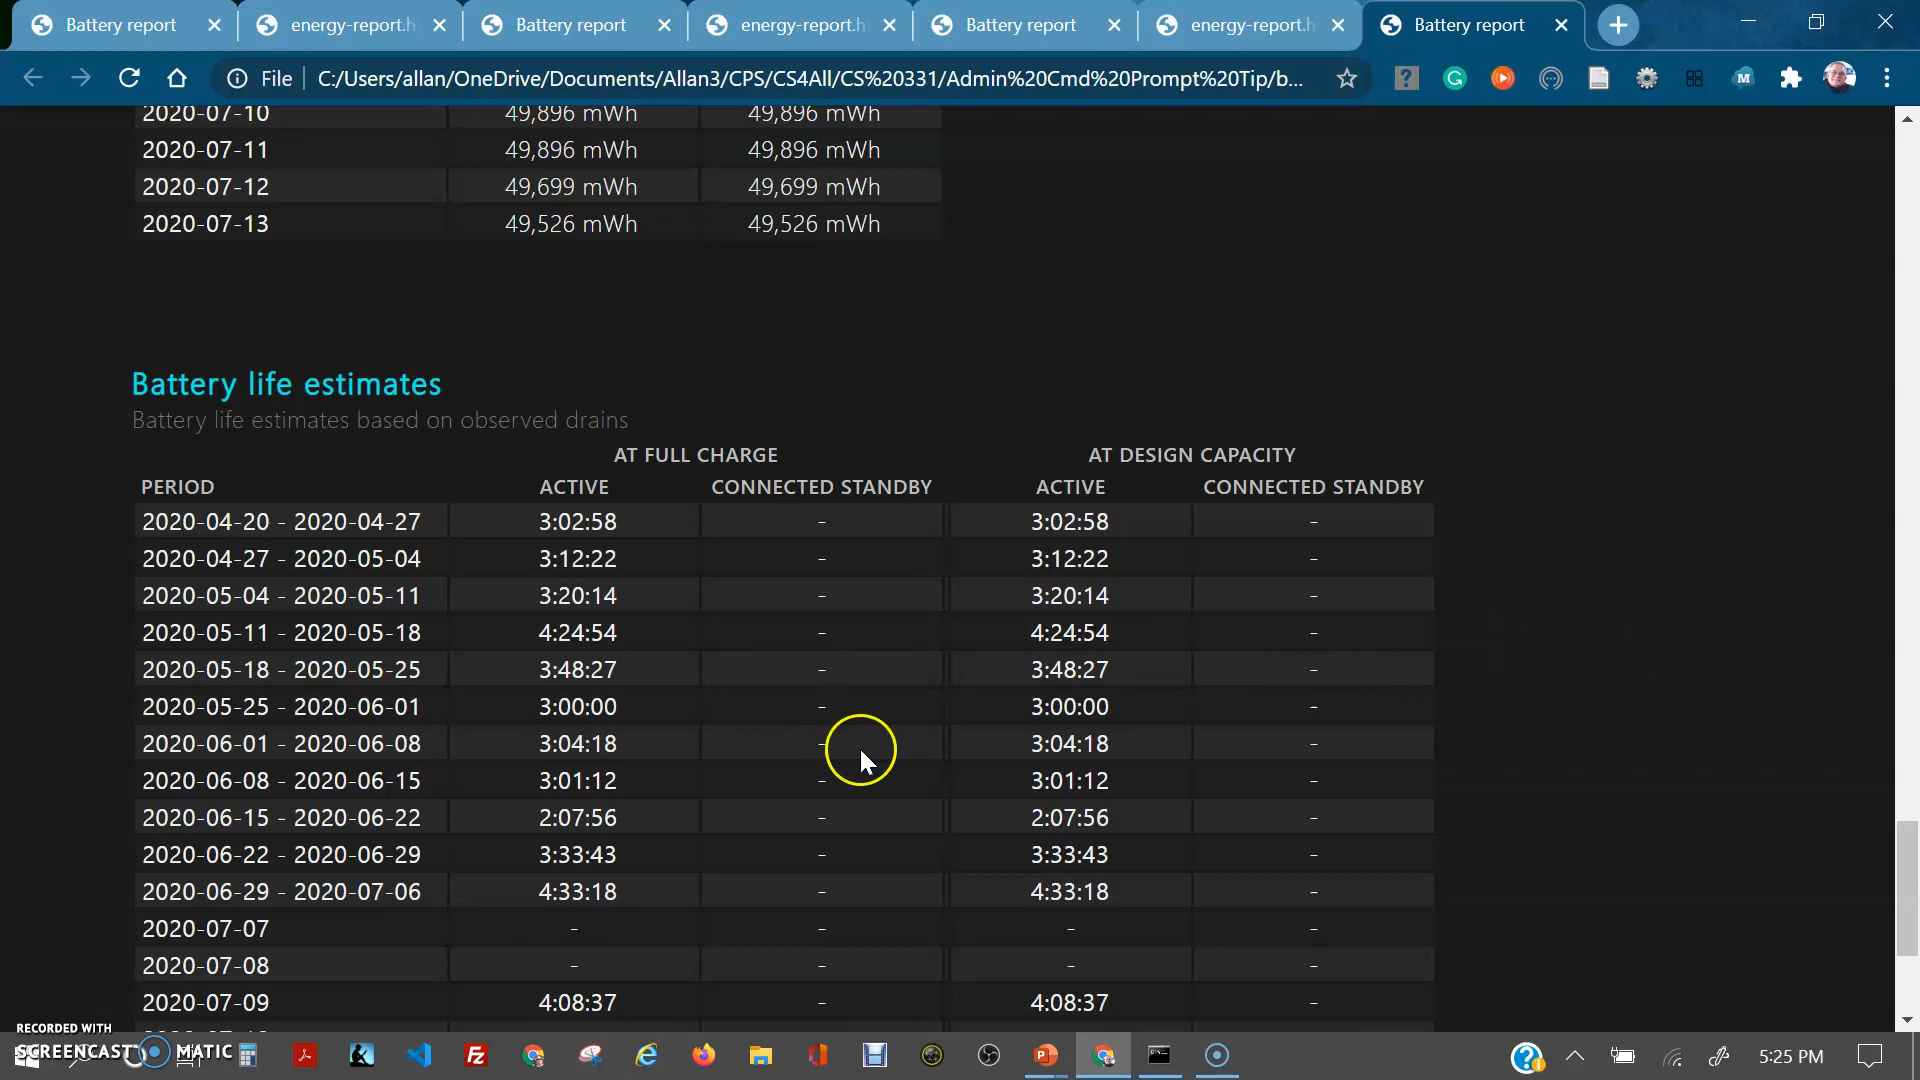 Battery report energy-report.h Battery report energy-report.h Battery report energy-report.h Battery report
File C:/Users/allan/OneDrive/Documents/Allan3/CPS/CS4All/CS%20331/Admin%20Cmd%20Prompt%20Tip/b...
2020-07-10 49,896 mWh 49,896 mWh
2020-07-11 49,896 mWh 49,896 mWh
2020-07-12 49,699 mWh 49,699 mWh
2020-07-13 49,526 mWh 49,526 mWh
Battery life estimates
Battery life estimates based on observed drains
AT FULL CHARGE AT DESIGN CAPACITY
PERIOD ACTIVE CONNECTED STANDBY ACTIVE CONNECTED STANDBY
2020-04-20 - 2020-04-27 3:02:58 - 3:02:58 -
2020-04-27 - 2020-05-04 3:12:22 - 3:12:22 -
2020-05-04 - 2020-05-11 3:20:14 - 3:20:14 -
2020-05-11 - 2020-05-18 4:24:54 - 4:24:54 -
2020-05-18 - 2020-05-25 3:48:27 - 3:48:27 -
2020-05-25 - 2020-06-01 3:00:00 - 3:00:00 -
2020-06-01 - 2020-06-08 3:04:18 - 3:04:18 -
2020-06-08 - 2020-06-15 3:01:12 - 3:01:12 -
2020-06-15 - 2020-06-22 2:07:56 - 2:07:56 -
2020-06-22 - 2020-06-29 3:33:43 - 3:33:43 -
2020-06-29 - 2020-07-06 4:33:18 - 4:33:18 -
2020-07-07 - - - -
2020-07-08 - - - -
2020-07-09 4:08:37 - 4:08:37 -
RECORDED WITH
SCREENCAST MATIC
5:25 PM